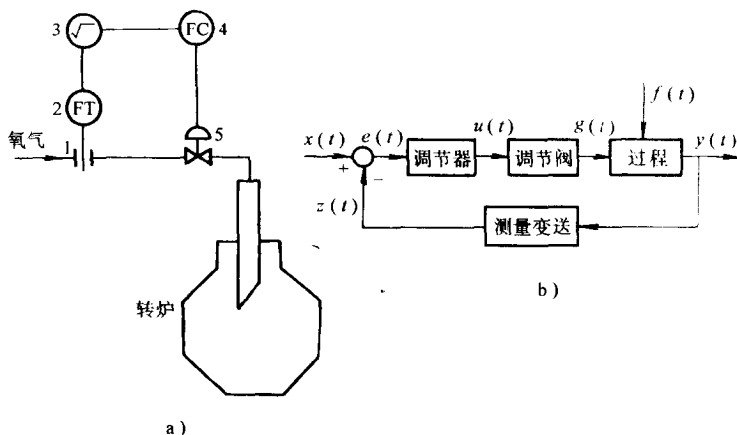 3 √ FC 4
2 FT
氧气 1 5
转炉
a)
f(t)
x(t) e(t) u(t) g(t) y(t)
+ 调节器 调节阀 过程
−
z(t)
测量变送
b)